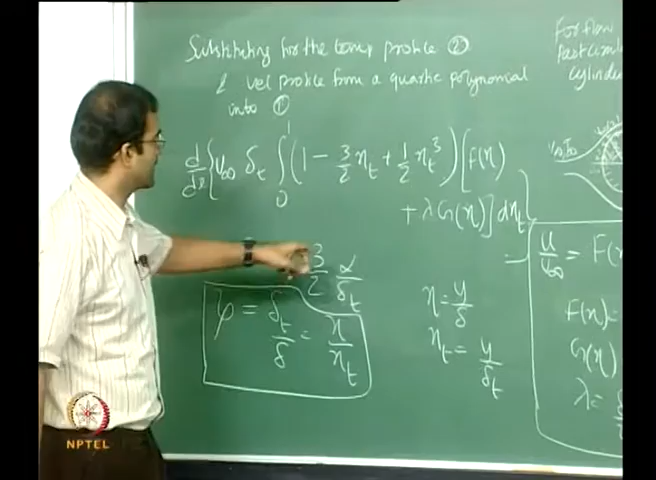 Substituting for the temp profile ②
& vel profile from a quartic polynomial
into ①
d/dx { U∞ δt ∫₀¹ (1 − 3/2 ηt + 1/2 ηt³) [F(η)
+ λ G(η)] dηt }
3/2 α/δt
φ = δt/δ = η/ηt
η = y/δ
ηt = y/δt
For flow
past circular
cylinder
u/U∞ = F(η
F(η) =
G(η)
λ =
NPTEL